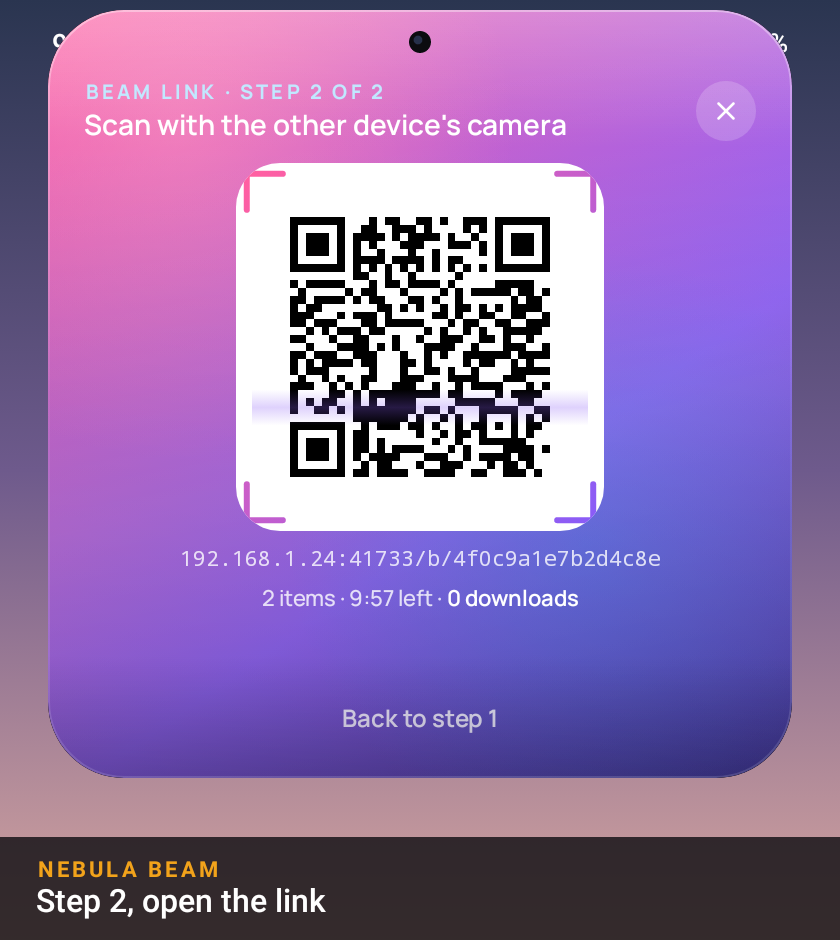 BEAM LINK · STEP 2 OF 2
Scan with the other device's camera
192.168.1.24:41733/b/4f0c9a1e7b2d4c8e
2 items · 9:57 left · 0 downloads
Back to step 1
NEBULA BEAM
Step 2, open the link